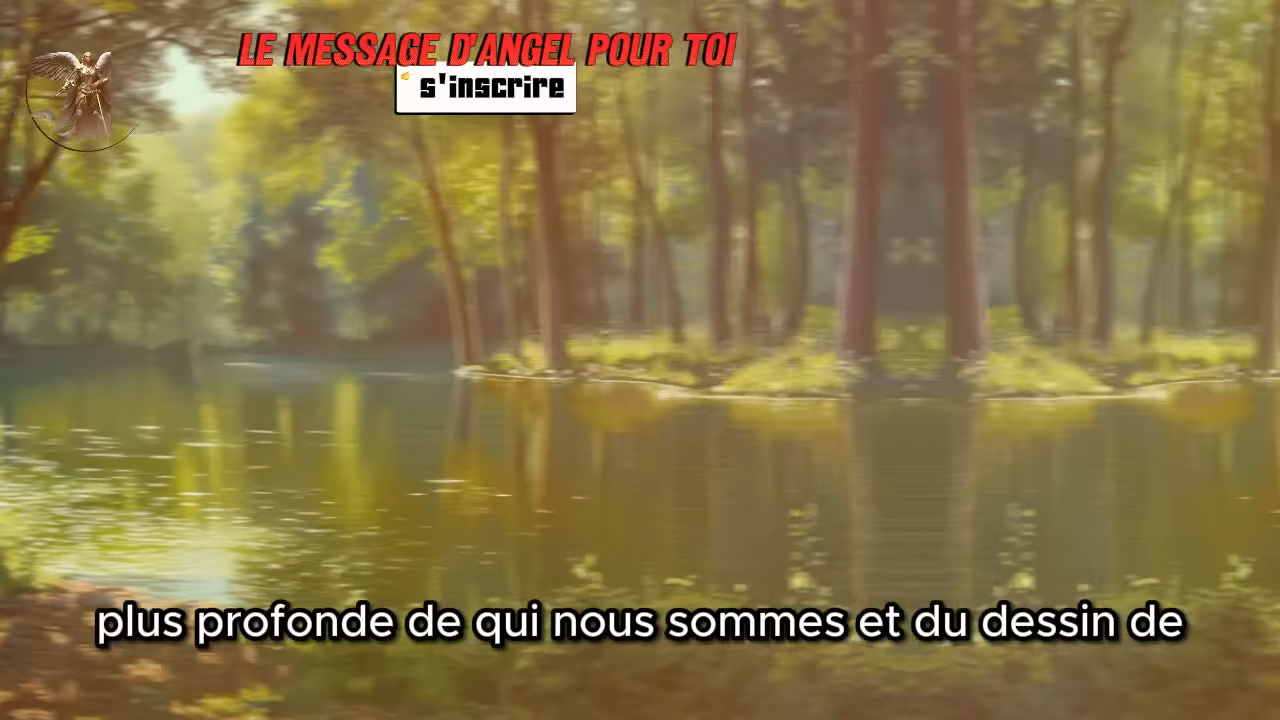 LE MESSAGE D'ANGEL POUR TOI
s'inscrire
plus profonde de qui nous sommes et du dessin de